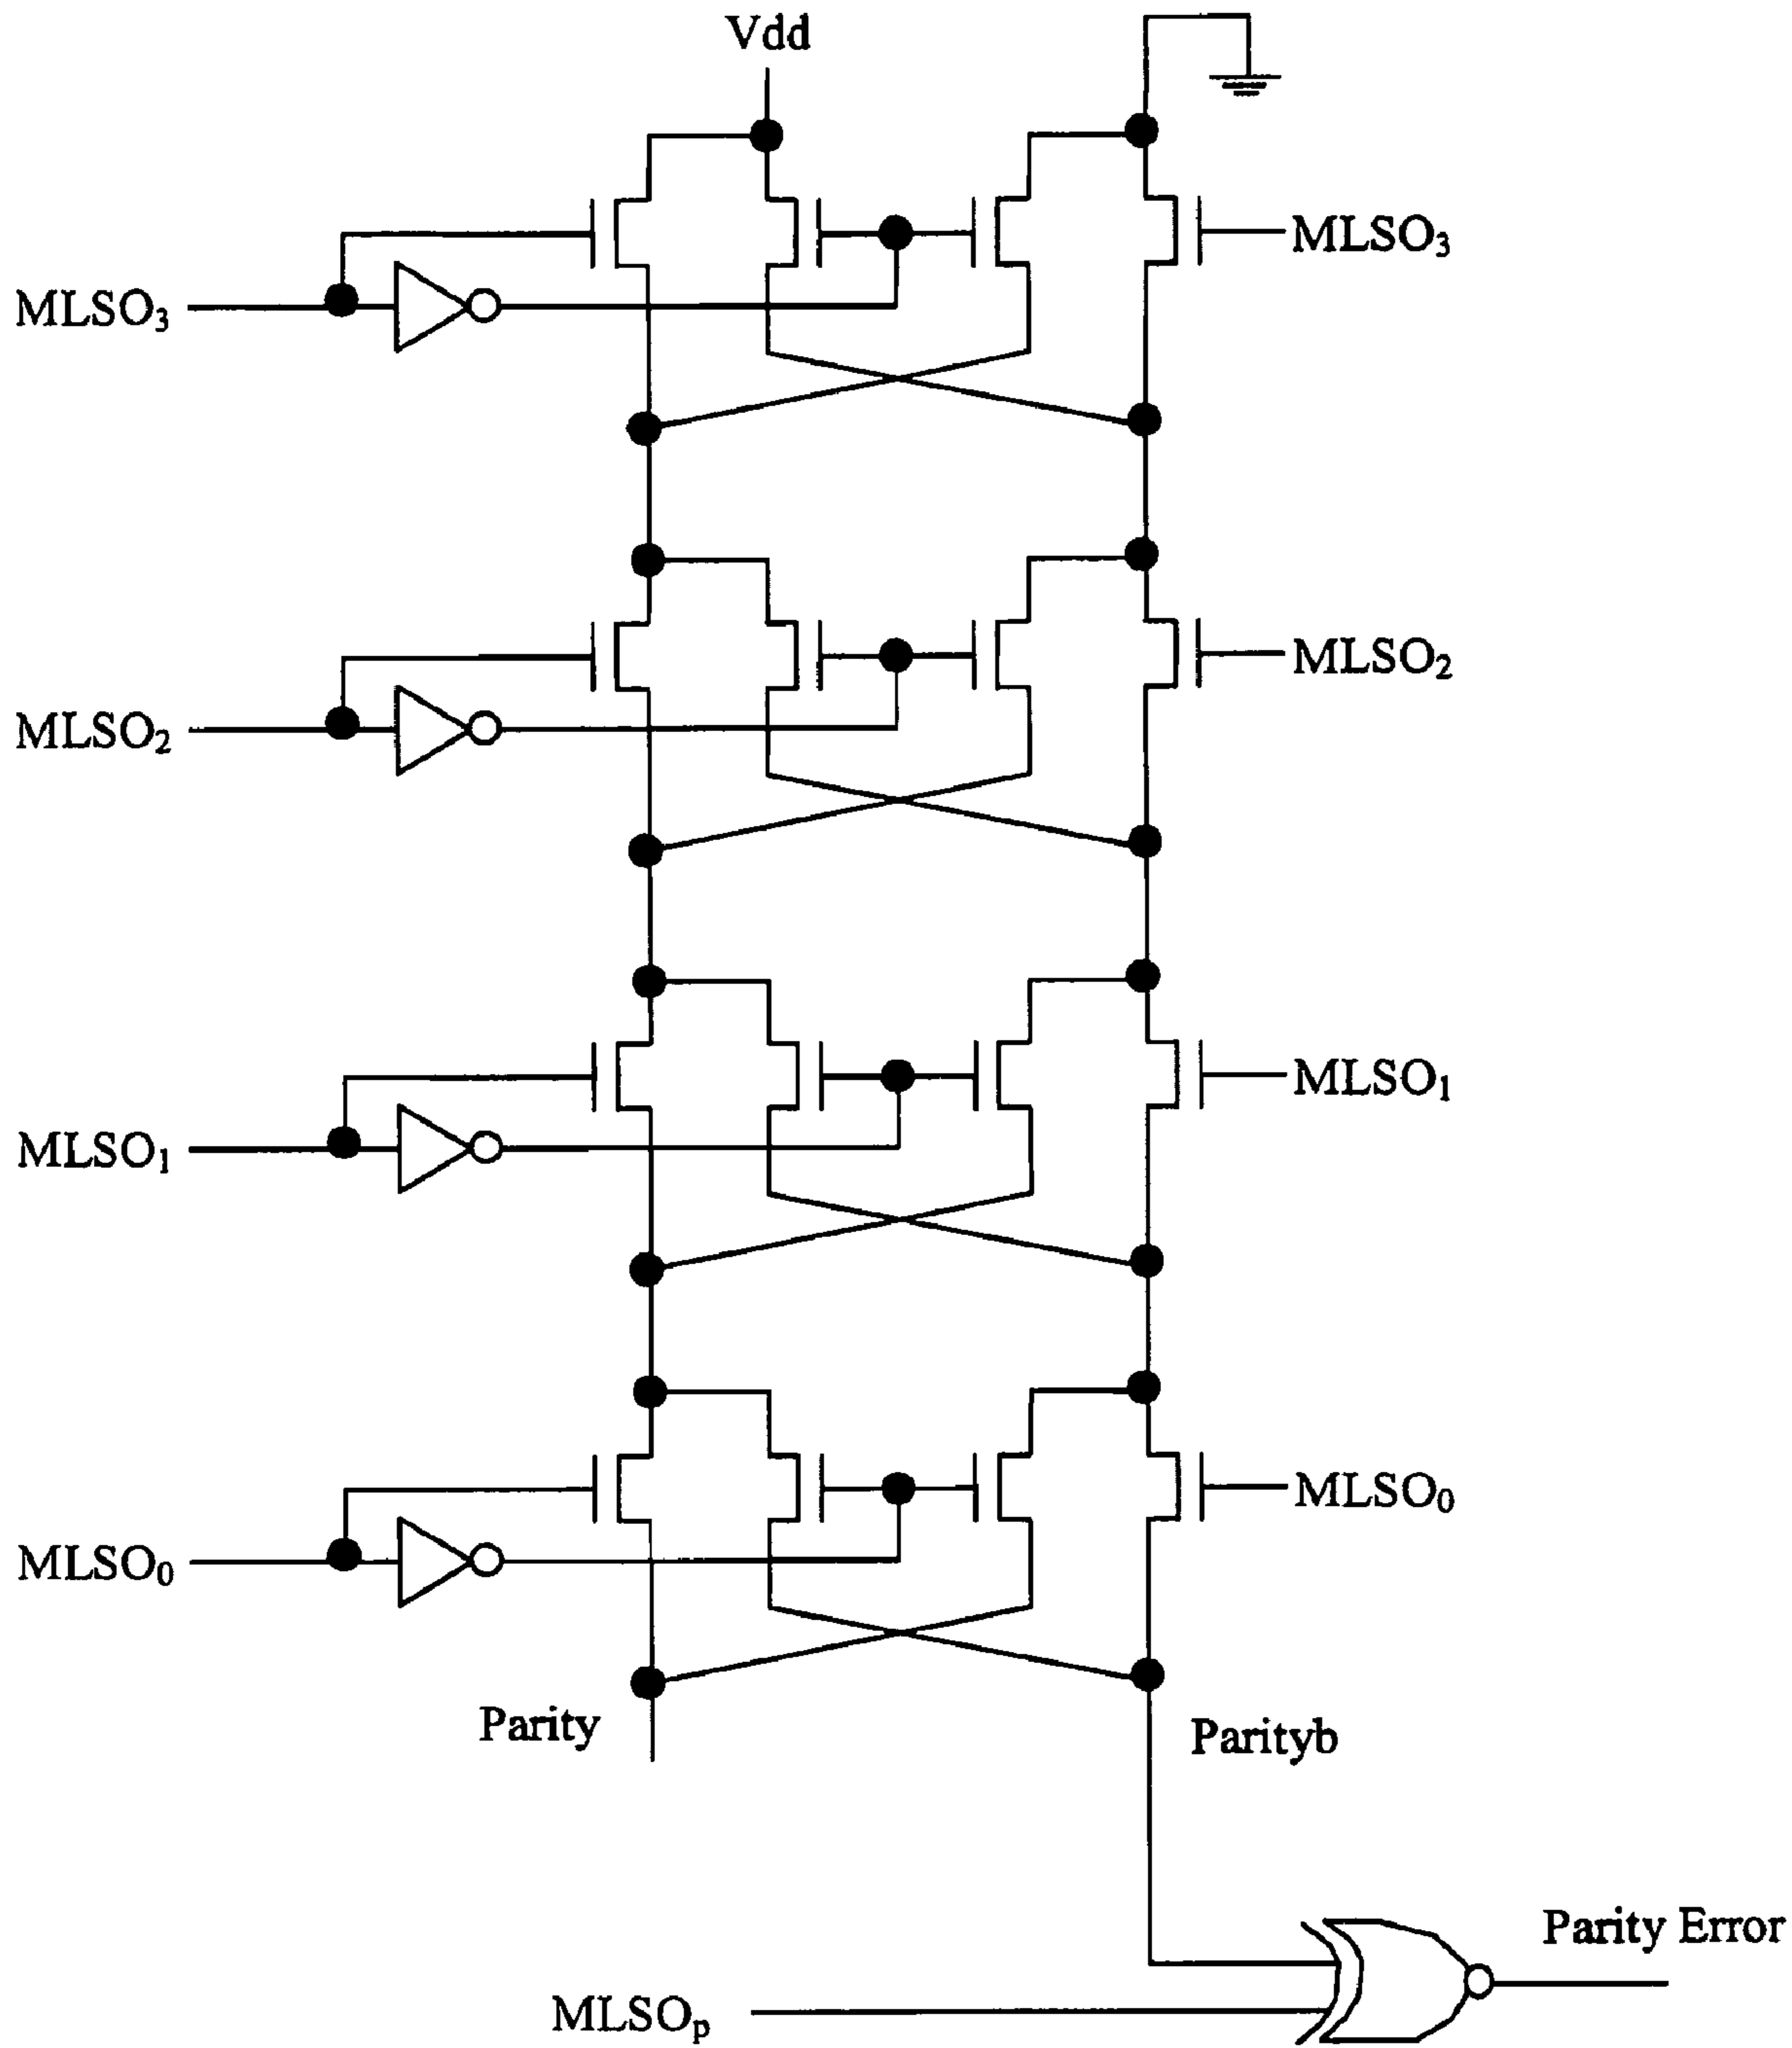 Vdd
MLSO₃
MLSO₃
MLSO₂
MLSO₂
MLSO₁
MLSO₁
MLSO₀
MLSO₀
Parity
Parityb
Parity Error
MLSOₚ